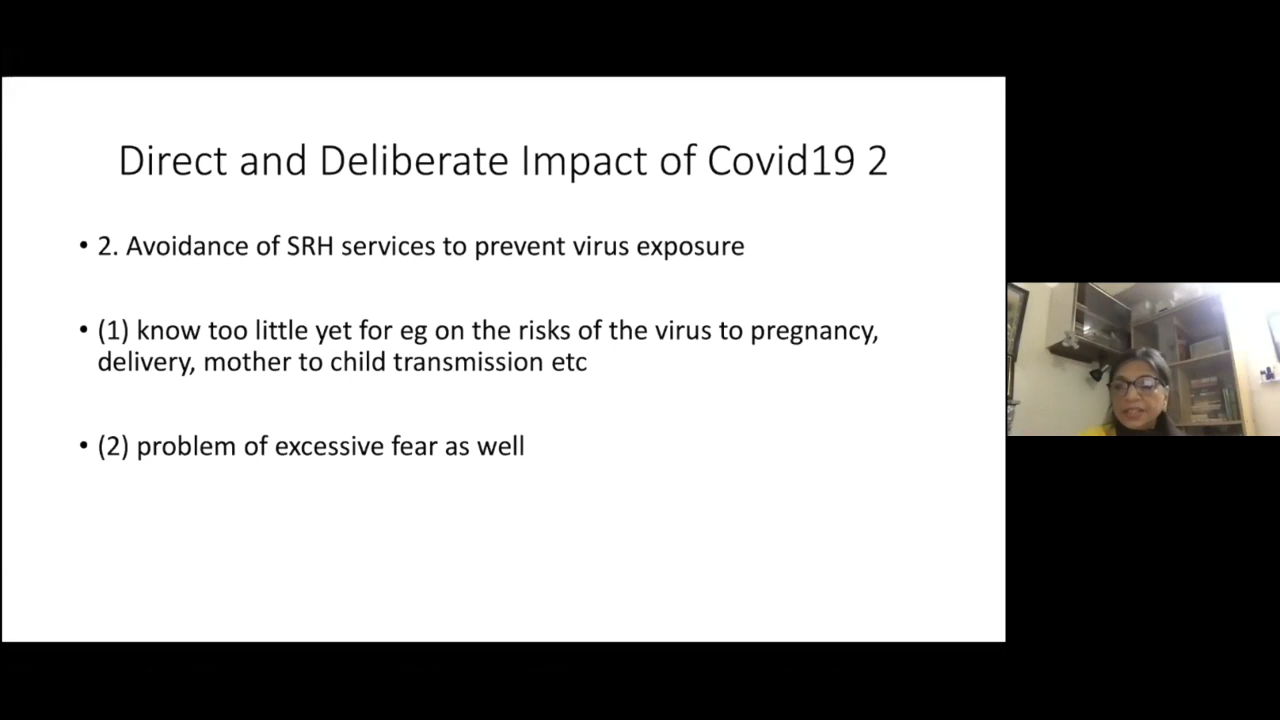 Direct and Deliberate Impact of Covid19 2
• 2. Avoidance of SRH services to prevent virus exposure
• (1) know too little yet for eg on the risks of the virus to pregnancy,
delivery, mother to child transmission etc
• (2) problem of excessive fear as well